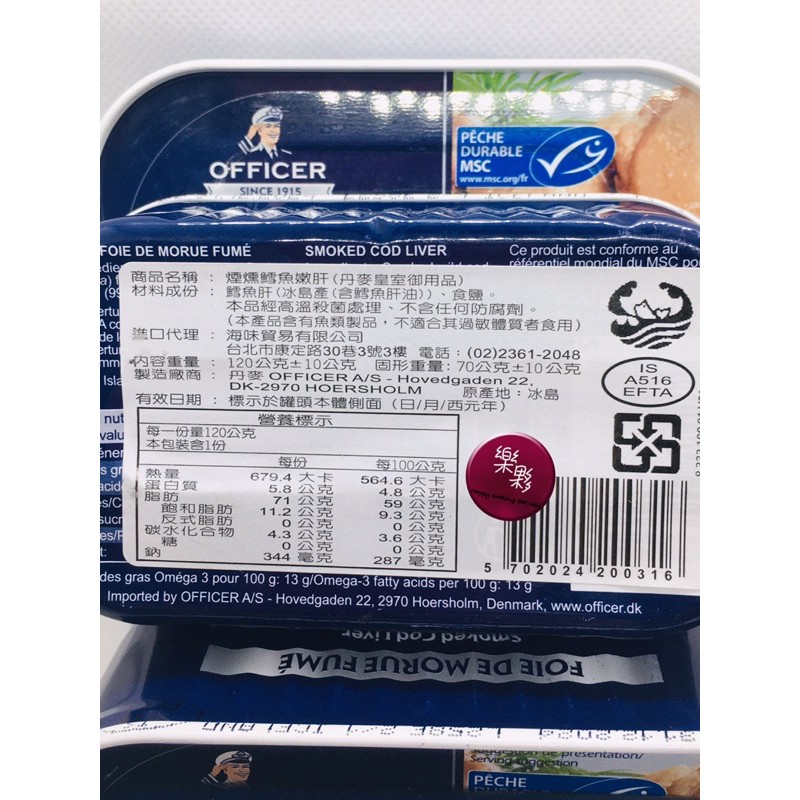 OFFICER
SINCE 1915
PÊCHE
DURABLE
MSC
www.msc.org/fr
FOIE DE MORUE FUMÉ
SMOKED COD LIVER
Ce produit est conforme au
référentiel mondial du MSC
商品名稱 : 煙燻鱈魚嫩肝(丹麥皇室御用品)
材料成份 : 鱈魚肝(冰島產(含鱈魚肝油))、食鹽。
本品經高溫殺菌處理、不含任何防腐劑。
(本產品含有魚類製品,不適合其過敏體質者食用)
進口代理 : 海味貿易有限公司
台北市康定路30巷3號3樓 電話:(02)2361-2048
內容重量 : 120公克±10公克 固形重量:70公克±10公克
製造廠商 : 丹麥 OFFICER A/S - Hovedgaden 22,
DK-2970 HOERSHOLM 原產地:冰島
有效日期 : 標示於罐頭本體側面(日/月/西元年)
IS
A516
EFTA
營養標示
每一份量120公克
本包裝含1份
每份 每100公克
熱量 679.4 大卡 564.6 大卡
蛋白質 5.8 公克 4.8 公克
脂肪 71 公克 59 公克
飽和脂肪 11.2 公克 9.3 公克
反式脂肪 0 公克 0 公克
碳水化合物 4.3 公克 3.6 公克
糖 0 公克 0 公克
鈉 344 毫克 287 毫克
樂夥
5 702024 200316
des gras Oméga 3 pour 100 g: 13 g/Omega-3 fatty acids per 100 g: 13 g
Imported by OFFICER A/S - Hovedgaden 22, 2970 Hoersholm, Denmark, www.officer.dk
Smoked Cod Liver
FOIE DE MORUE FUMÉ
Suggestion de présentation/
Serving suggestion
PÊCHE